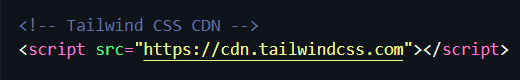 <!-- Tailwind CSS CDN -->
<script src="https://cdn.tailwindcss.com"></script>